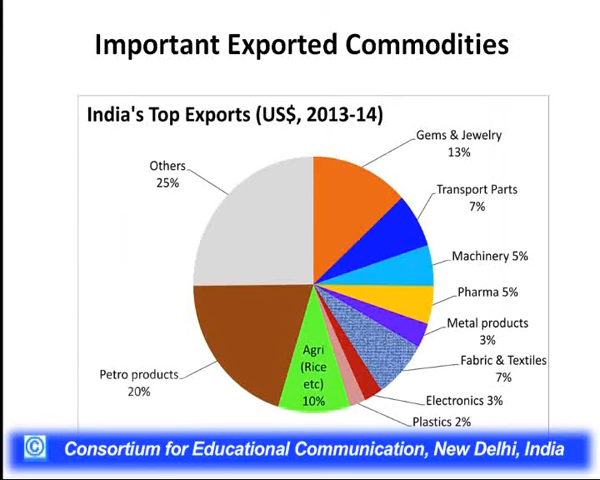 Important Exported Commodities
India's Top Exports (US$, 2013-14)
Gems & Jewelry
13%
Transport Parts
7%
Machinery 5%
Pharma 5%
Metal products
3%
Fabric & Textiles
7%
Electronics 3%
Plastics 2%
Agri
(Rice
etc)
10%
Petro products
20%
Others
25%
© Consortium for Educational Communication, New Delhi, India